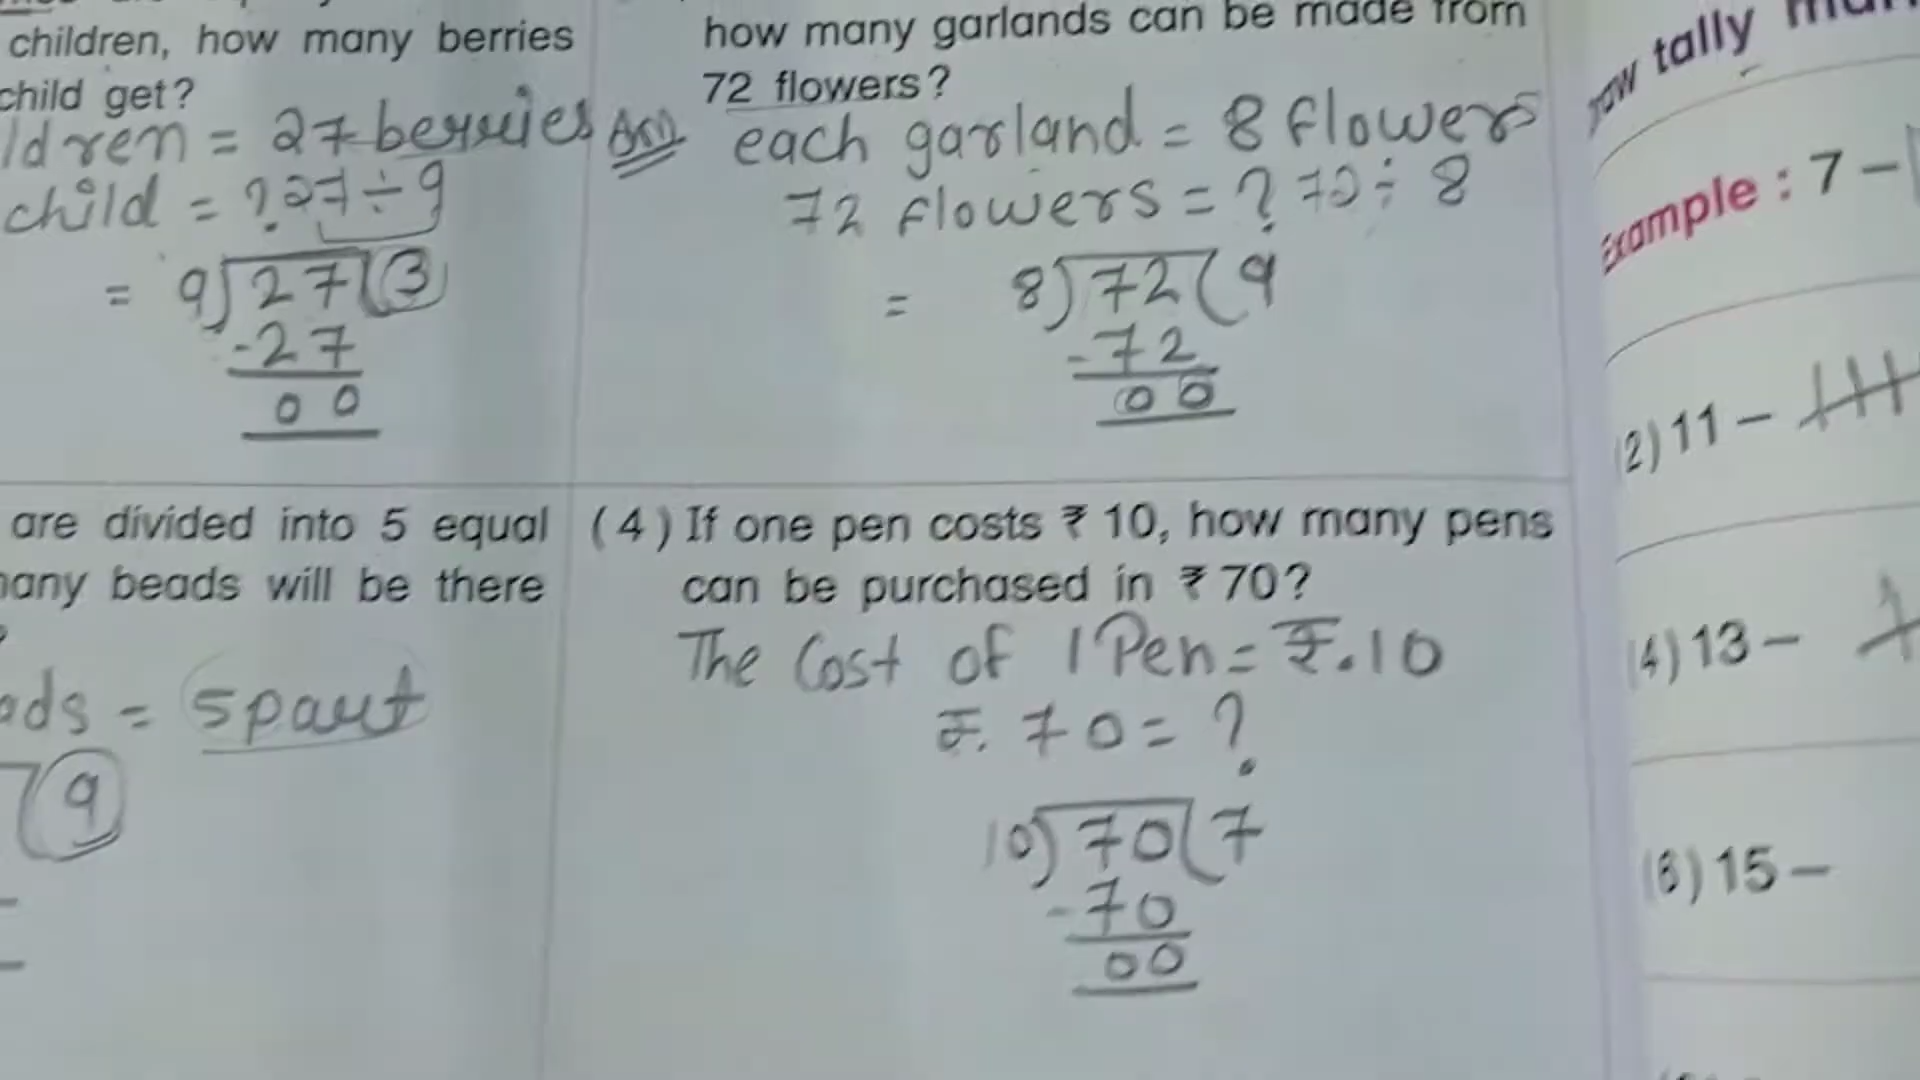 children, how many berries
child get?
ldren = 27 berries Ans
child = ? 27 ÷ 9
= 9)27(3
-27
00
how many garlands can be made from
72 flowers?
each garland = 8 flowers
72 flowers = ? 72 ÷ 8
= 8)72(9
-72
00
are divided into 5 equal
many beads will be there
?
ads = 5 part
(9
(4) If one pen costs ₹ 10, how many pens
can be purchased in ₹ 70?
The Cost of 1 Pen = ₹.10
₹. 70 = ?
10)70(7
-70
00
row tally
Example : 7 –
(2) 11 –
(4) 13 –
(6) 15 –